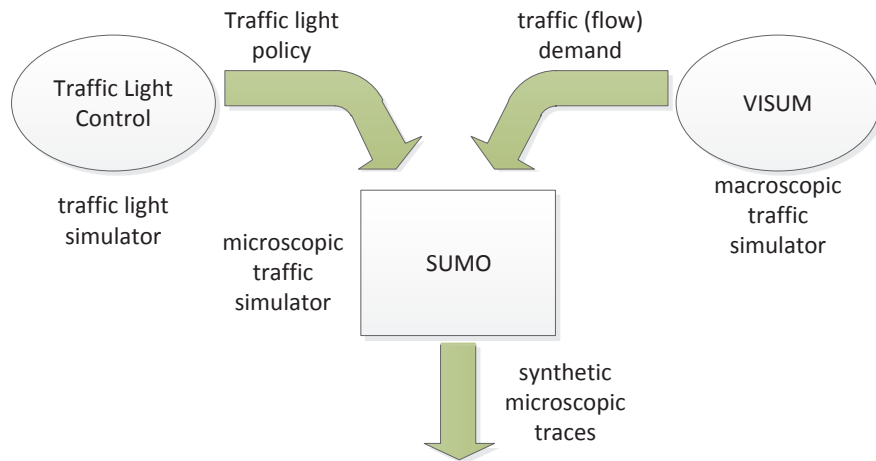 Traffic light
policy
traffic (flow)
demand
Traffic Light
Control
VISUM
traffic light
simulator
macroscopic
traffic
simulator
microscopic
traffic
simulator
SUMO
synthetic
microscopic
traces